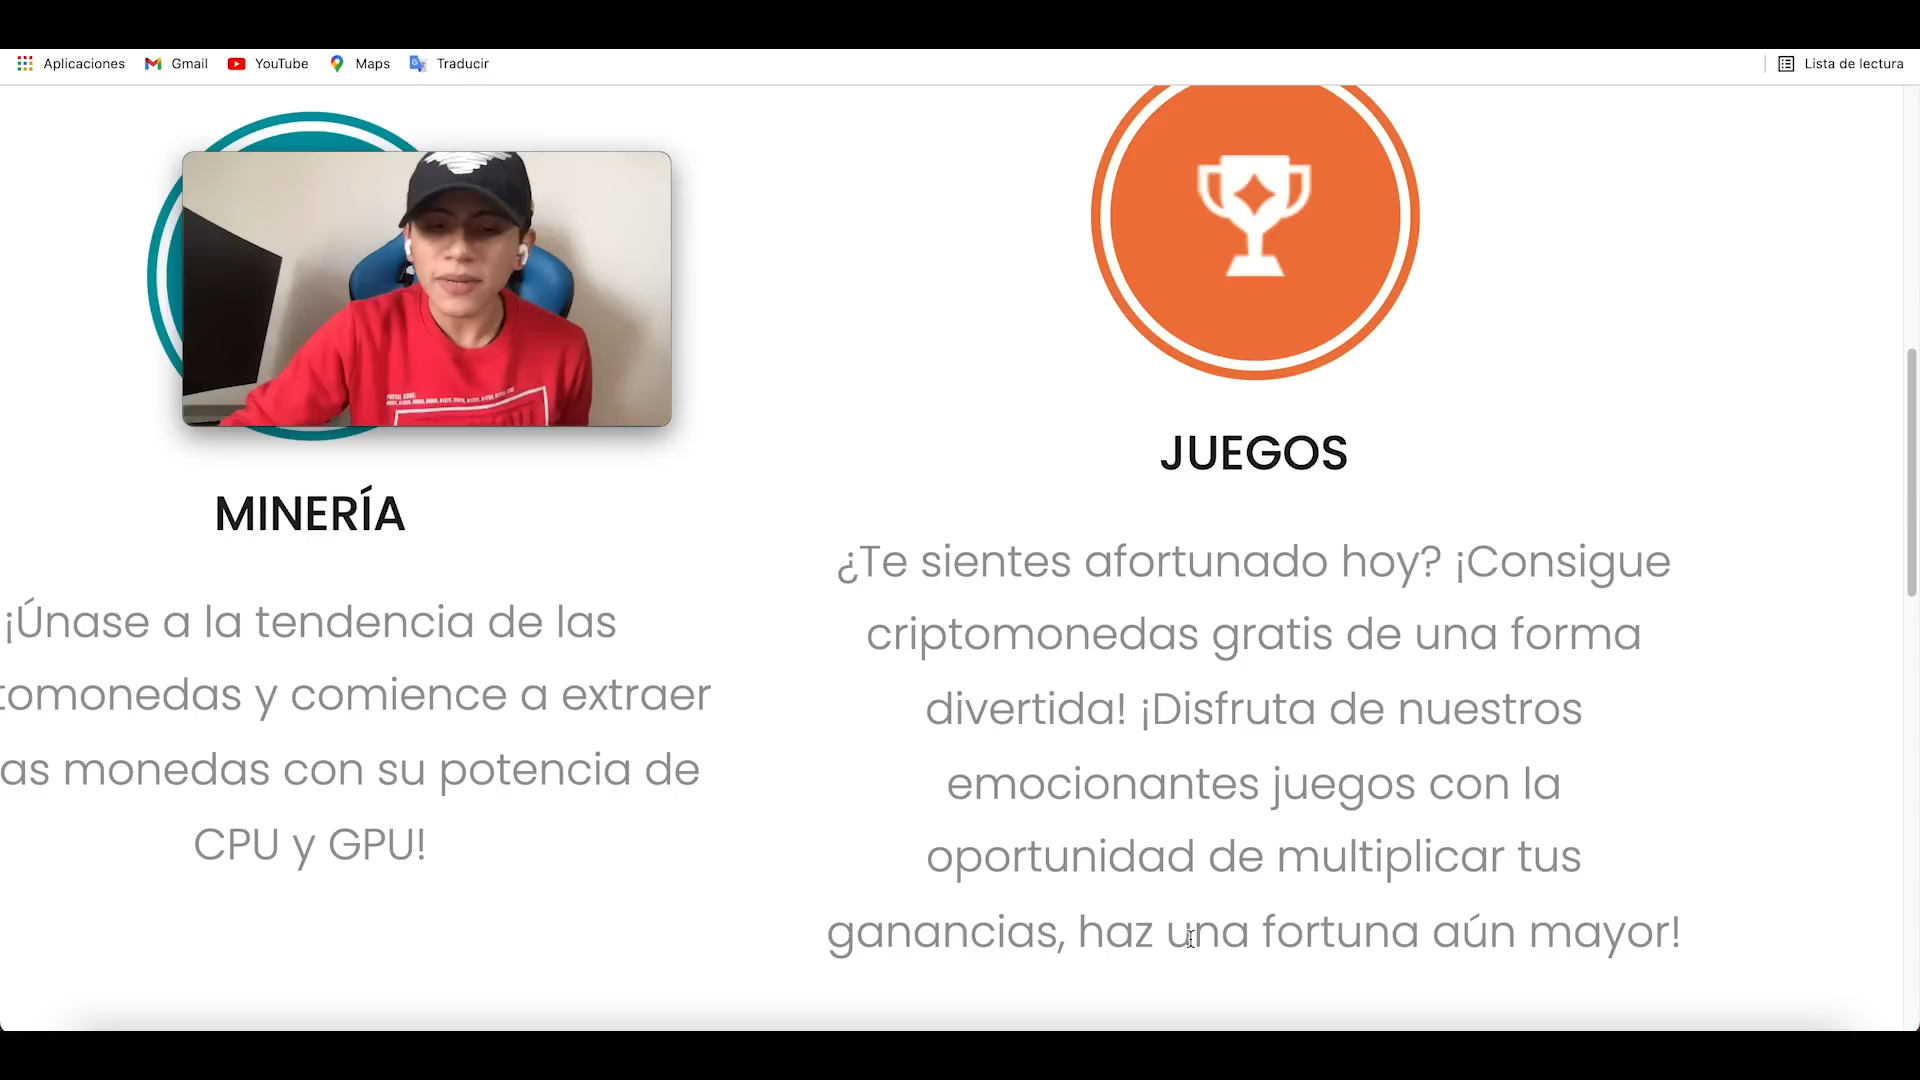 Aplicaciones Gmail YouTube Maps Traducir Lista de lectura
MINERÍA
¡Únase a la tendencia de las
tomonedas y comience a extraer
as monedas con su potencia de
CPU y GPU!
JUEGOS
¿Te sientes afortunado hoy? ¡Consigue
criptomonedas gratis de una forma
divertida! ¡Disfruta de nuestros
emocionantes juegos con la
oportunidad de multiplicar tus
ganancias, haz una fortuna aún mayor!